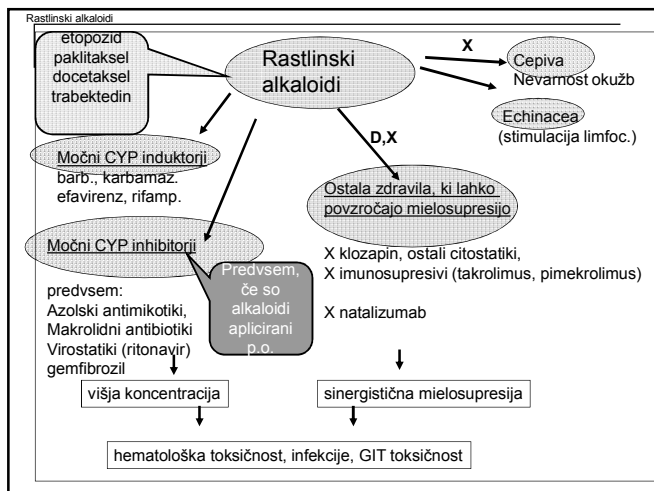 Rastlinski alkaloidi
etopozid
paklitaksel
docetaksel
trabektedin
Rastlinski
alkaloidi
X
Cepiva
Nevarnost okužb
Echinacea
(stimulacija limfoc.)
D,X
Močni CYP induktorji
barb., karbamaz.
efavirenz, rifamp.
Ostala zdravila, ki lahko
povzročajo mielosupresijo
X klozapin, ostali citostatiki,
X imunosupresivi (takrolimus, pimekrolimus)
X natalizumab
Močni CYP inhibitorji
Predvsem,
če so
alkaloidi
aplicirani
p.o.
predvsem:
Azolski antimikotiki,
Makrolidni antibiotiki
Virostatiki (ritonavir)
gemfibrozil
višja koncentracija
sinergistična mielosupresija
hematološka toksičnost, infekcije, GIT toksičnost